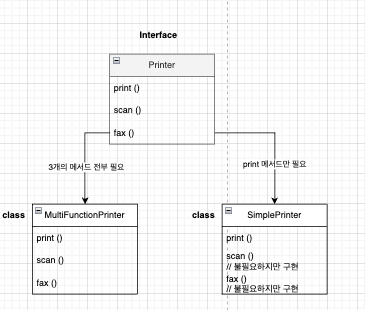 Interface
Printer
print ()
scan ()
fax ()
3개의 메서드 전부 필요
print 메서드만 필요
class
MultiFunctionPrinter
print ()
scan ()
fax ()
class
SimplePrinter
print ()
scan ()
// 불필요하지만 구현
fax ()
// 불필요하지만 구현